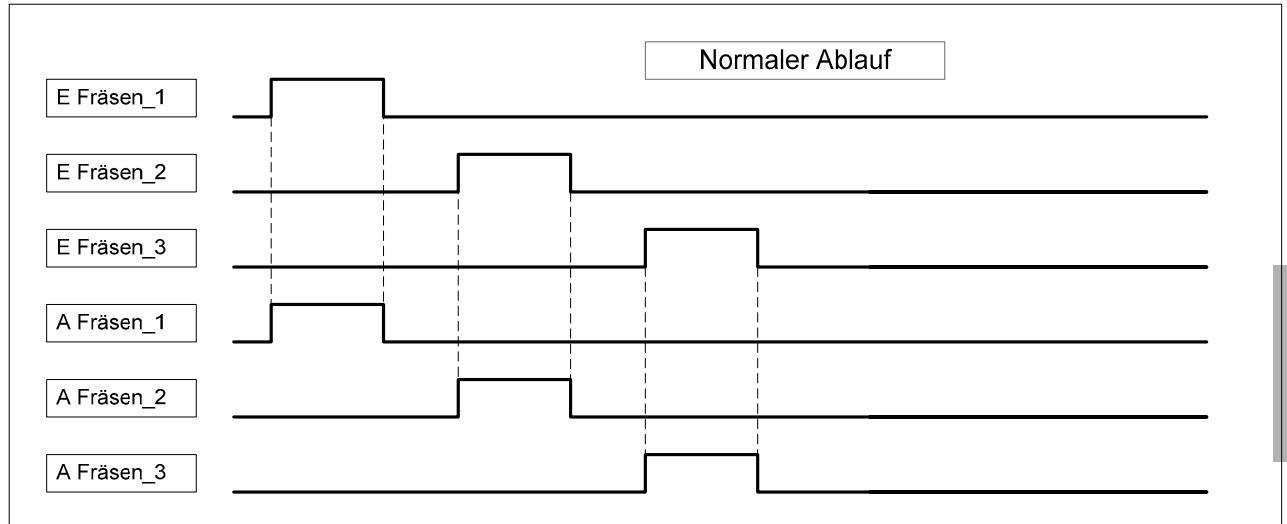 Normaler Ablauf
E Fräsen_1
E Fräsen_2
E Fräsen_3
A Fräsen_1
A Fräsen_2
A Fräsen_3